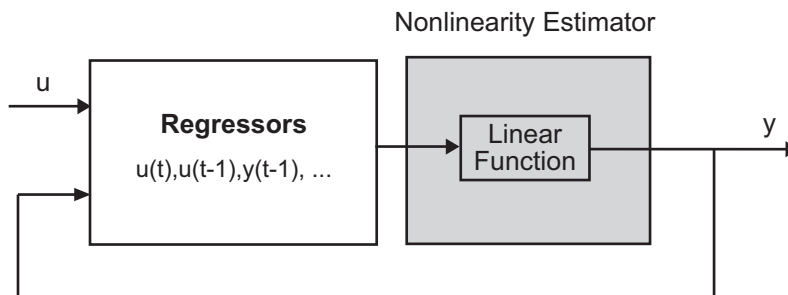 Nonlinearity Estimator
u
Regressors
u(t),u(t-1),y(t-1), ...
Linear
Function
y